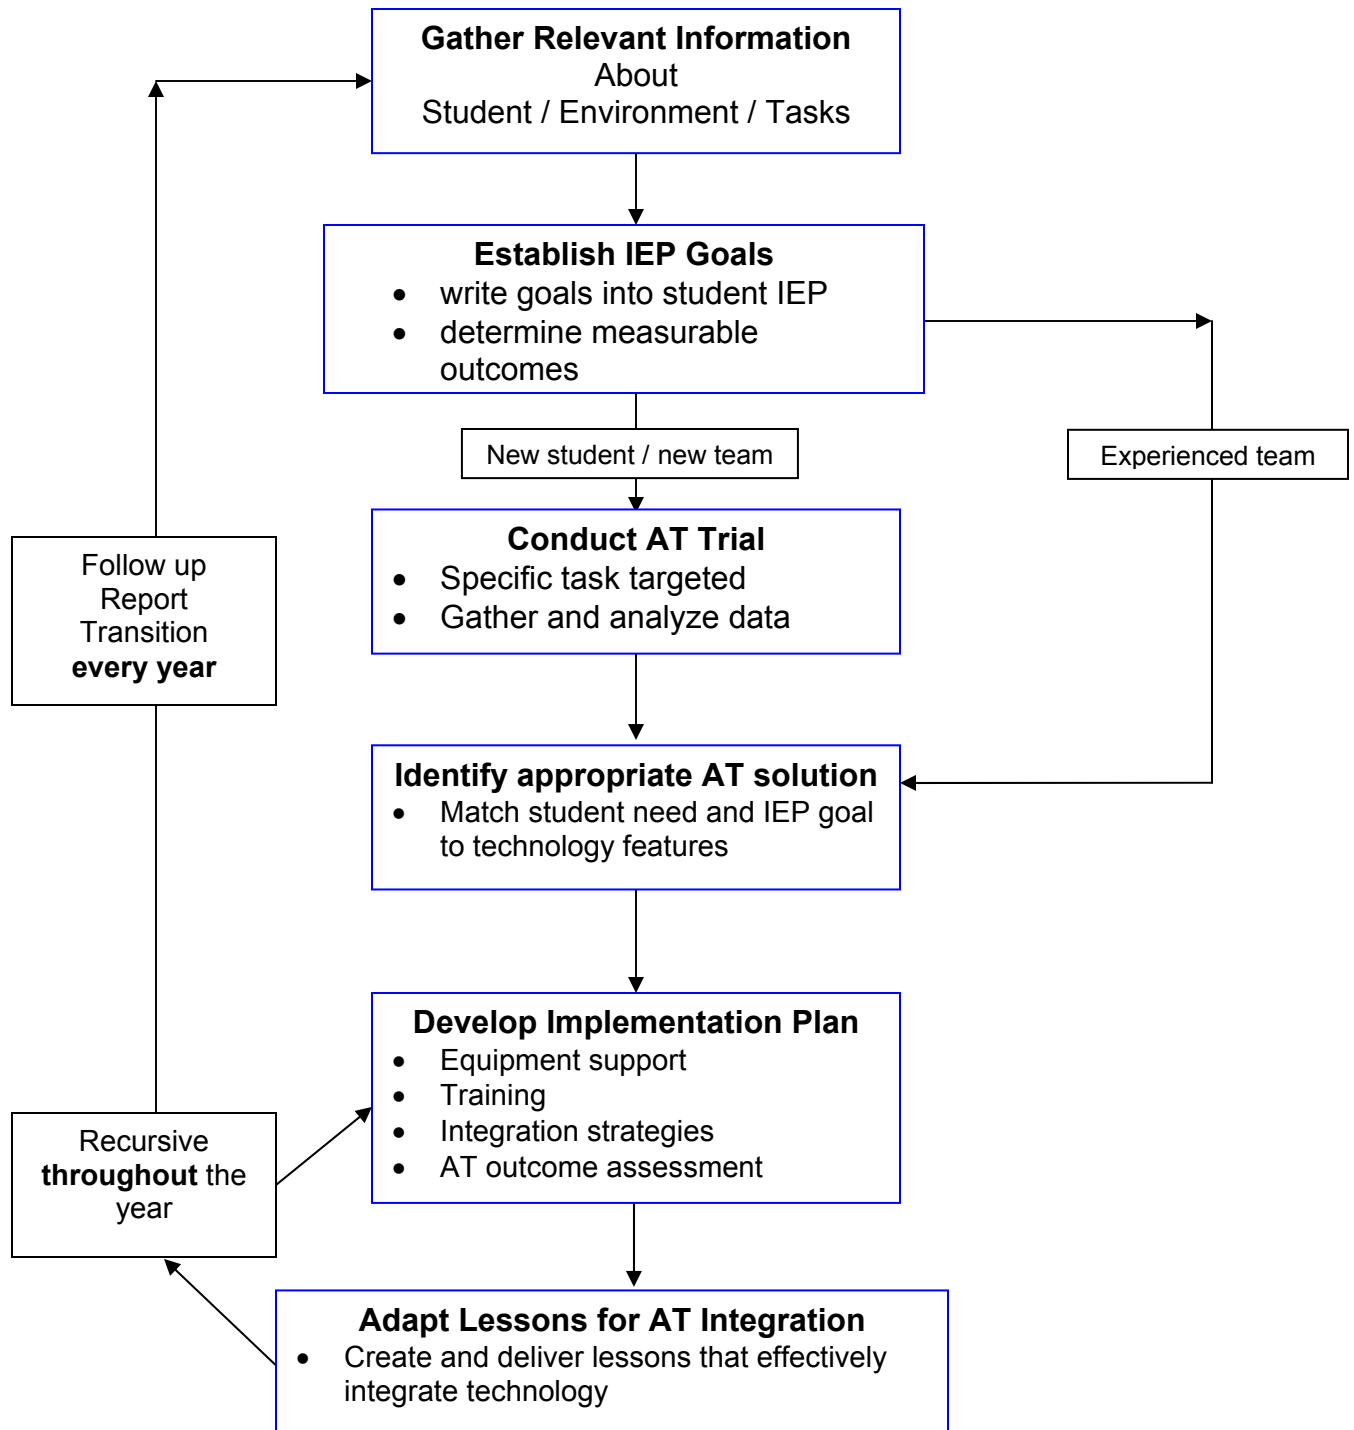 Gather Relevant Information
About
Student / Environment / Tasks
Establish IEP Goals
• write goals into student IEP
• determine measurable
outcomes
New student / new team
Experienced team
Conduct AT Trial
• Specific task targeted
• Gather and analyze data
Follow up
Report
Transition
every year
Identify appropriate AT solution
• Match student need and IEP goal
to technology features
Develop Implementation Plan
• Equipment support
• Training
• Integration strategies
• AT outcome assessment
Recursive
throughout the
year
Adapt Lessons for AT Integration
• Create and deliver lessons that effectively
integrate technology